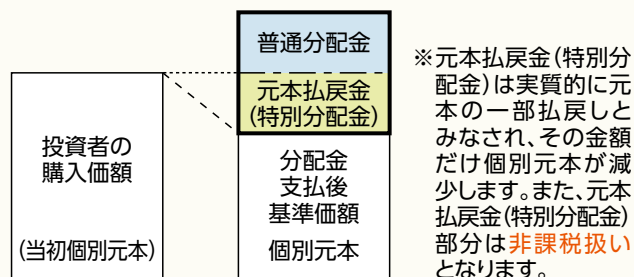 普通分配金
元本払戻金
(特別分配金)
投資者の
購入価額
(当初個別元本)
分配金
支払後
基準価額
個別元本
※元本払戻金(特別分
配金)は実質的に元
本の一部払戻しと
みなされ、その金額
だけ個別元本が減
少します。また、元本
払戻金(特別分配金)
部分は非課税扱い
となります。